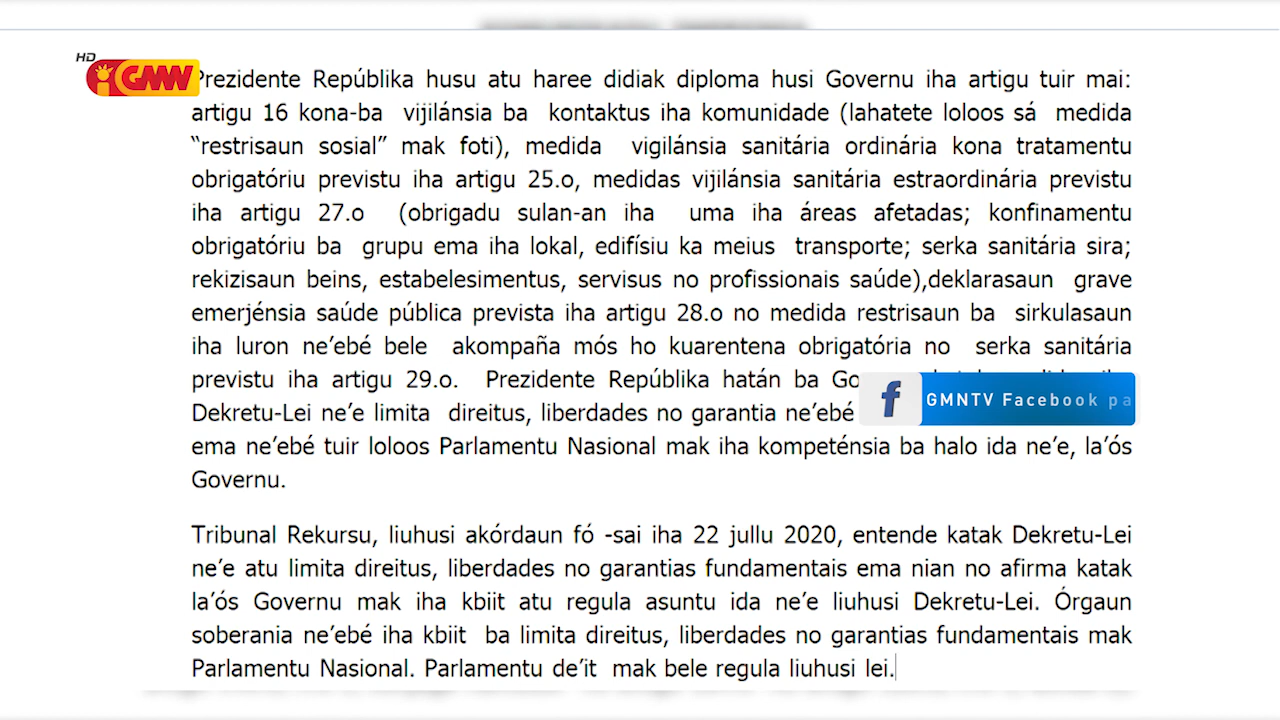 HD
GMN
Prezidente Repúblika husu atu haree didiak diploma husi Governu iha artigu tuir mai:
artigu 16 kona-ba vijilánsia ba kontaktus iha komunidade (lahatete loloos sá medida
“restrisaun sosial” mak foti), medida vigilánsia sanitária ordinária kona tratamentu
obrigatóriu previstu iha artigu 25.o, medidas vijilánsia sanitária estraordinária previstu
iha artigu 27.o (obrigadu sulan-an iha uma iha áreas afetadas; konfinamentu
obrigatóriu ba grupu ema iha lokal, edifísiu ka meius transporte; serka sanitária sira;
rekizisaun beins, estabelesimentus, servisus no profissionais saúde),deklarasaun grave
emerjénsia saúde pública prevista iha artigu 28.o no medida restrisaun ba sirkulasaun
iha luron ne’ebé bele akompaña mós ho kuarentena obrigatória no serka sanitária
previstu iha artigu 29.o. Prezidente Repúblika hatán ba
Dekretu-Lei ne’e limita direitus, liberdades no garantia ne’ebé
GMNTV Facebook pa
ema ne’ebé tuir loloos Parlamentu Nasional mak iha kompeténsia ba halo ida ne’e, la’ós
Governu.
Tribunal Rekursu, liuhusi akórdaun fó -sai iha 22 jullu 2020, entende katak Dekretu-Lei
ne’e atu limita direitus, liberdades no garantias fundamentais ema nian no afirma katak
la’ós Governu mak iha kbiit atu regula asuntu ida ne’e liuhusi Dekretu-Lei. Órgaun
soberania ne’ebé iha kbiit ba limita direitus, liberdades no garantias fundamentais mak
Parlamentu Nasional. Parlamentu de’it mak bele regula liuhusi lei.